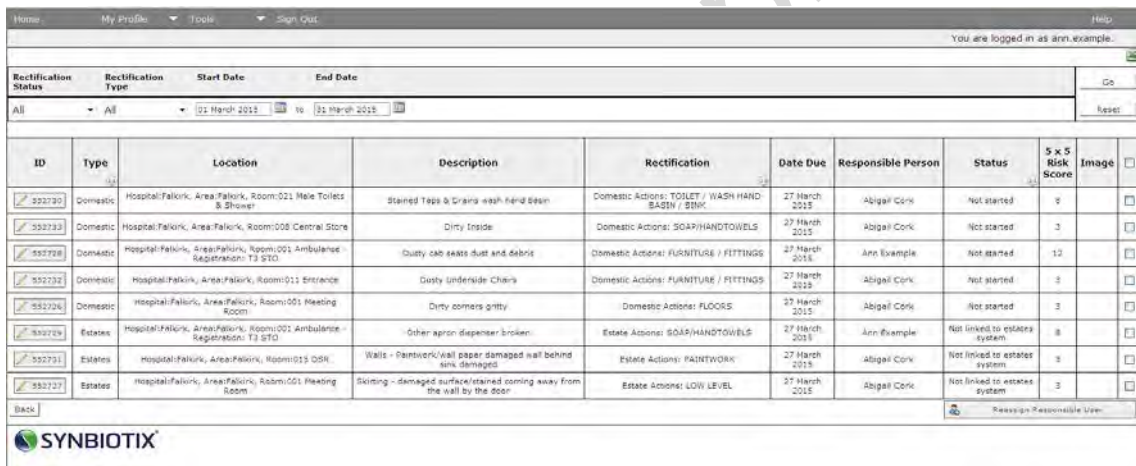 Home My Profile Tools Sign Out Help
You are logged in as ann.example.
Rectification Status Rectification Type Start Date End Date
Go
All All 01 March 2015 to 31 March 2015
Reset
ID Type Location Description Rectification Date Due Responsible Person Status 5 x 5 Risk Score Image
552730 Domestic Hospital:Falkirk, Area:Falkirk, Room:021 Male Toilets & Shower Stained Taps & Drains wash hand basin Domestic Actions: TOILET / WASH HAND BASIN / SINK 27 March 2015 Abigail Cork Not started
552733 Domestic Hospital:Falkirk, Area:Falkirk, Room:008 Central Store Dirty Inside Domestic Actions: SOAP/HANDTOWELS 27 March 2015 Abigail Cork Not started 3
552728 Domestic Hospital:Falkirk, Area:Falkirk, Room:001 Ambulance - Registration: T3 STO Dusty cab seats dust and debris Domestic Actions: FURNITURE / FITTINGS 27 March 2015 Ann Example Not started 12
552732 Domestic Hospital:Falkirk, Area:Falkirk, Room:011 Entrance Dusty Underside Chairs Domestic Actions: FURNITURE / FITTINGS 27 March 2015 Abigail Cork Not started 3
552726 Domestic Hospital:Falkirk, Area:Falkirk, Room:001 Meeting Room Dirty corners gritty Domestic Actions: FLOORS 27 March 2015 Abigail Cork Not started 3
552729 Estates Hospital:Falkirk, Area:Falkirk, Room:001 Ambulance - Registration: T3 STO Other apron dispenser broken Estate Actions: SOAP/HANDTOWELS 27 March 2015 Ann Example Not linked to estates system
552731 Estates Hospital:Falkirk, Area:Falkirk, Room:015 DSR Walls - Paintwork/wall paper damaged wall behind sink damaged Estate Actions: PAINTWORK 27 March 2015 Abigail Cork Not linked to estates system 3
552727 Estates Hospital:Falkirk, Area:Falkirk, Room:001 Meeting Room Skirting - damaged surface/stained coming away from the wall by the door Estate Actions: LOW LEVEL 27 March 2015 Abigail Cork Not linked to estates system 3
Back Reassign Responsible User
SYNBIOTIX